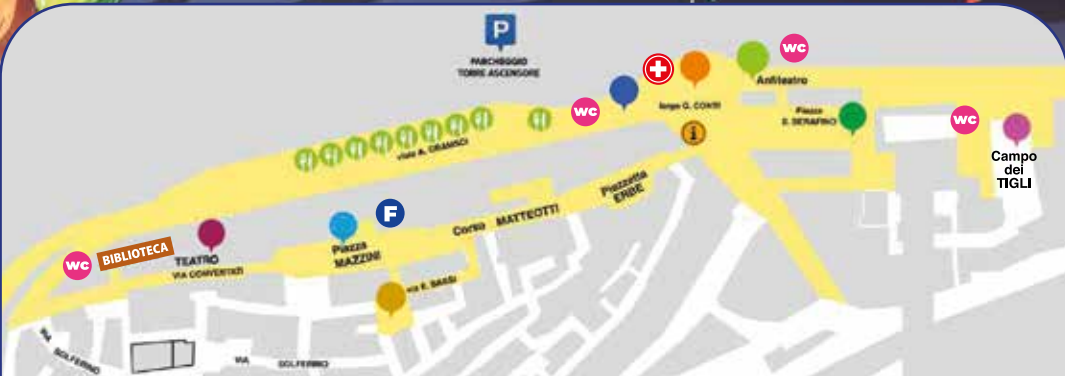 P
PARCHEGGIO
TORRE ASCENSORE
wc
Anfiteatro
largo G. CONTI
wc
i
Piazza
S. SERAFINO
wc
Campo
dei
TIGLI
viale A. GRAMSCI
Piazzetta
ERBE
F
Corso MATTEOTTI
Piazza
MAZZINI
wc
BIBLIOTECA
TEATRO
VIA CONVENTATI
via E. BASSI
VIA SOLFERINO
VIA SOLFERINO